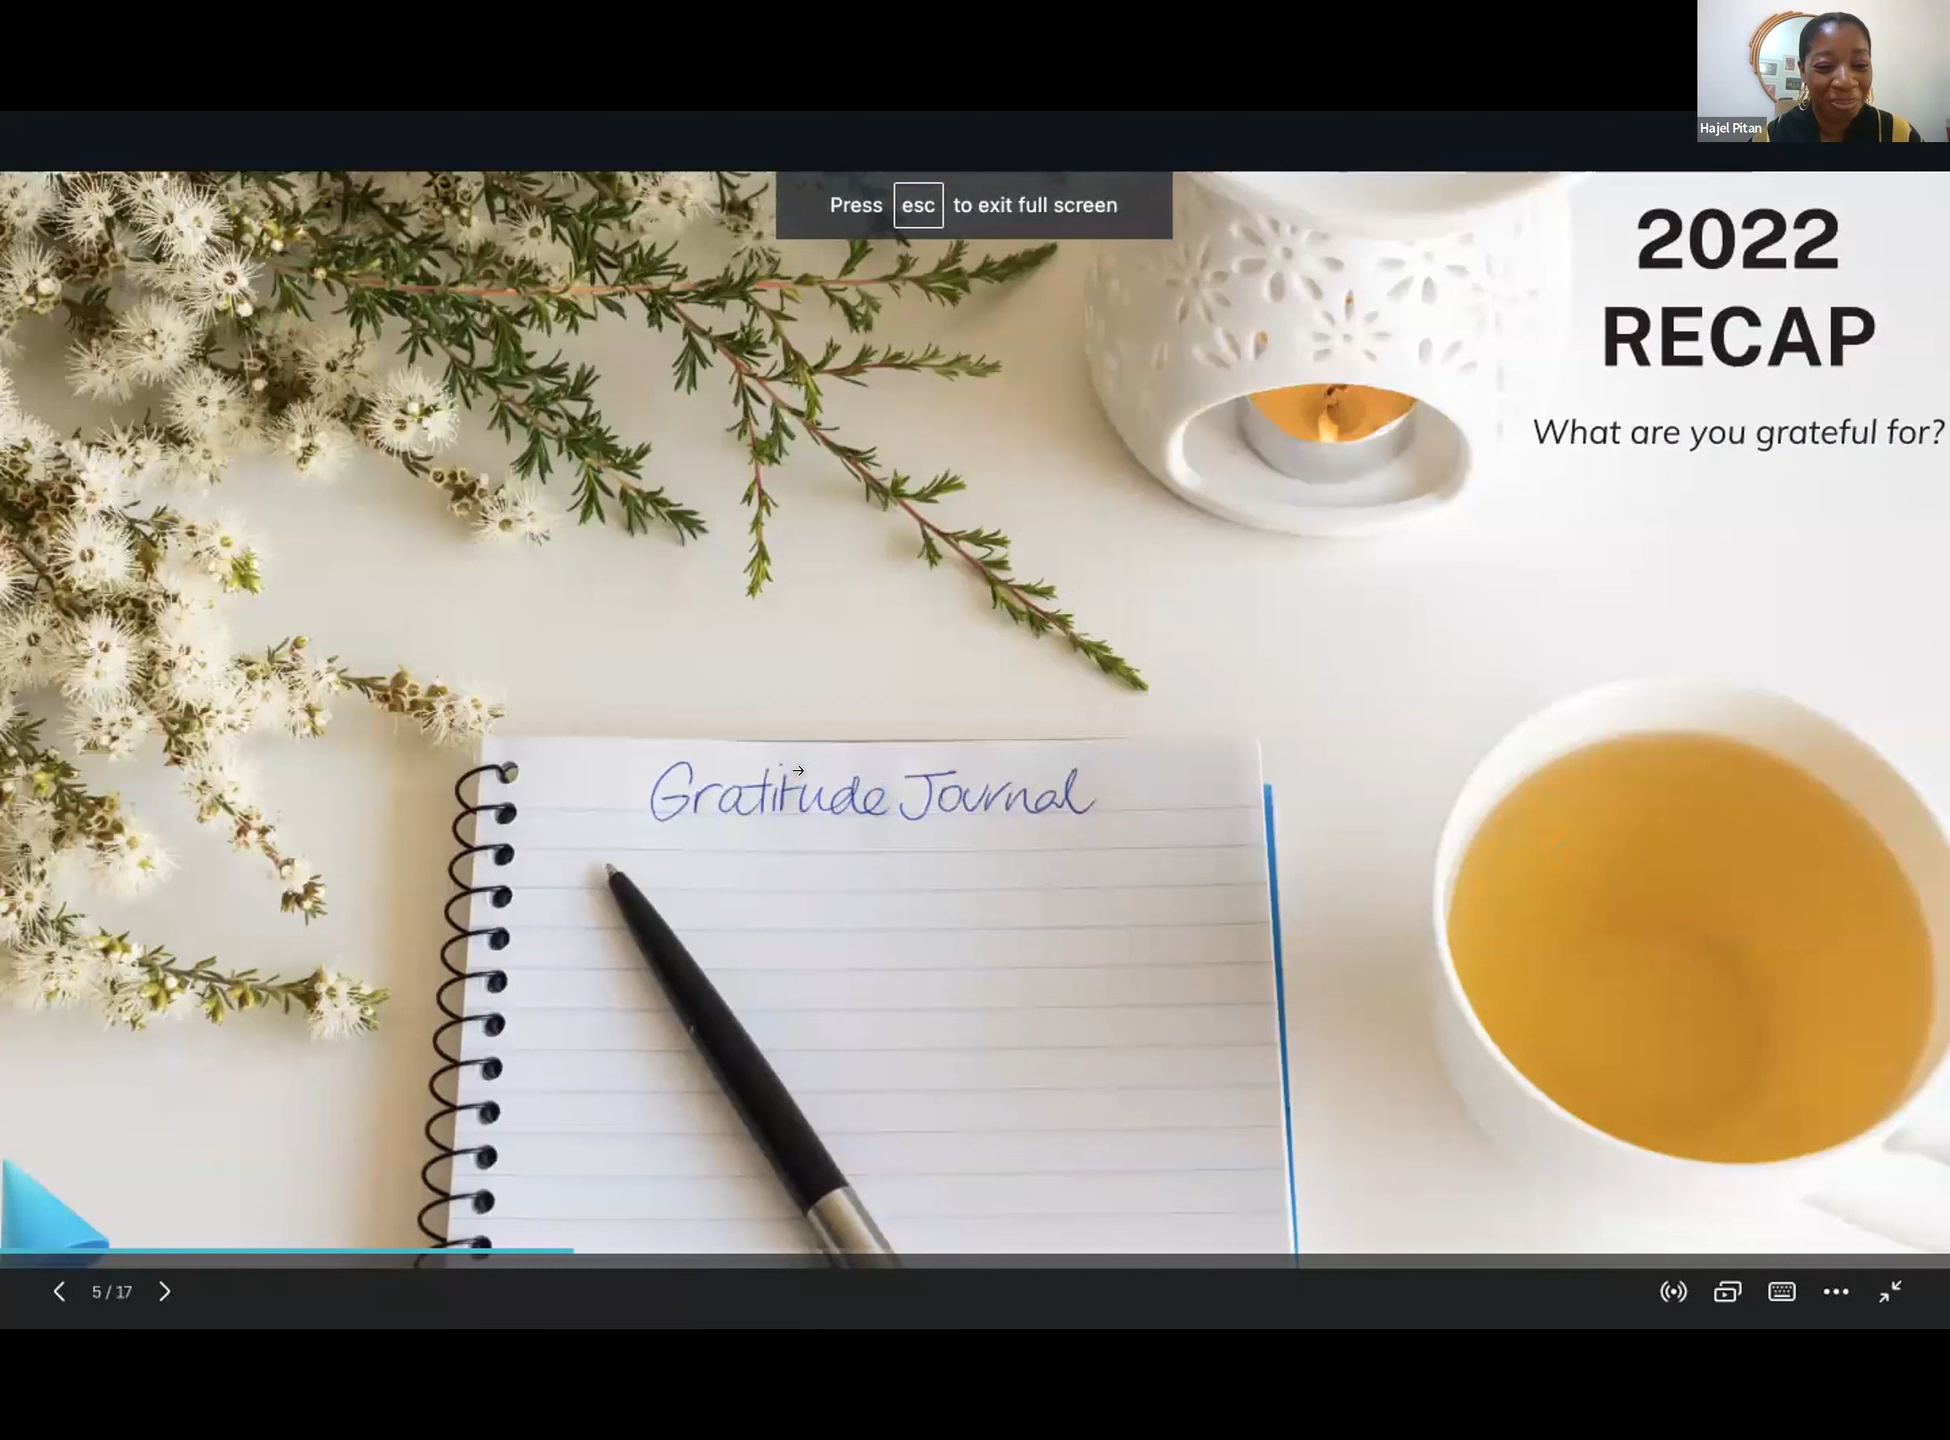 Hajel Pitan
Press esc to exit full screen
2022
RECAP
What are you grateful for?
Gratitude Journal
5 / 17